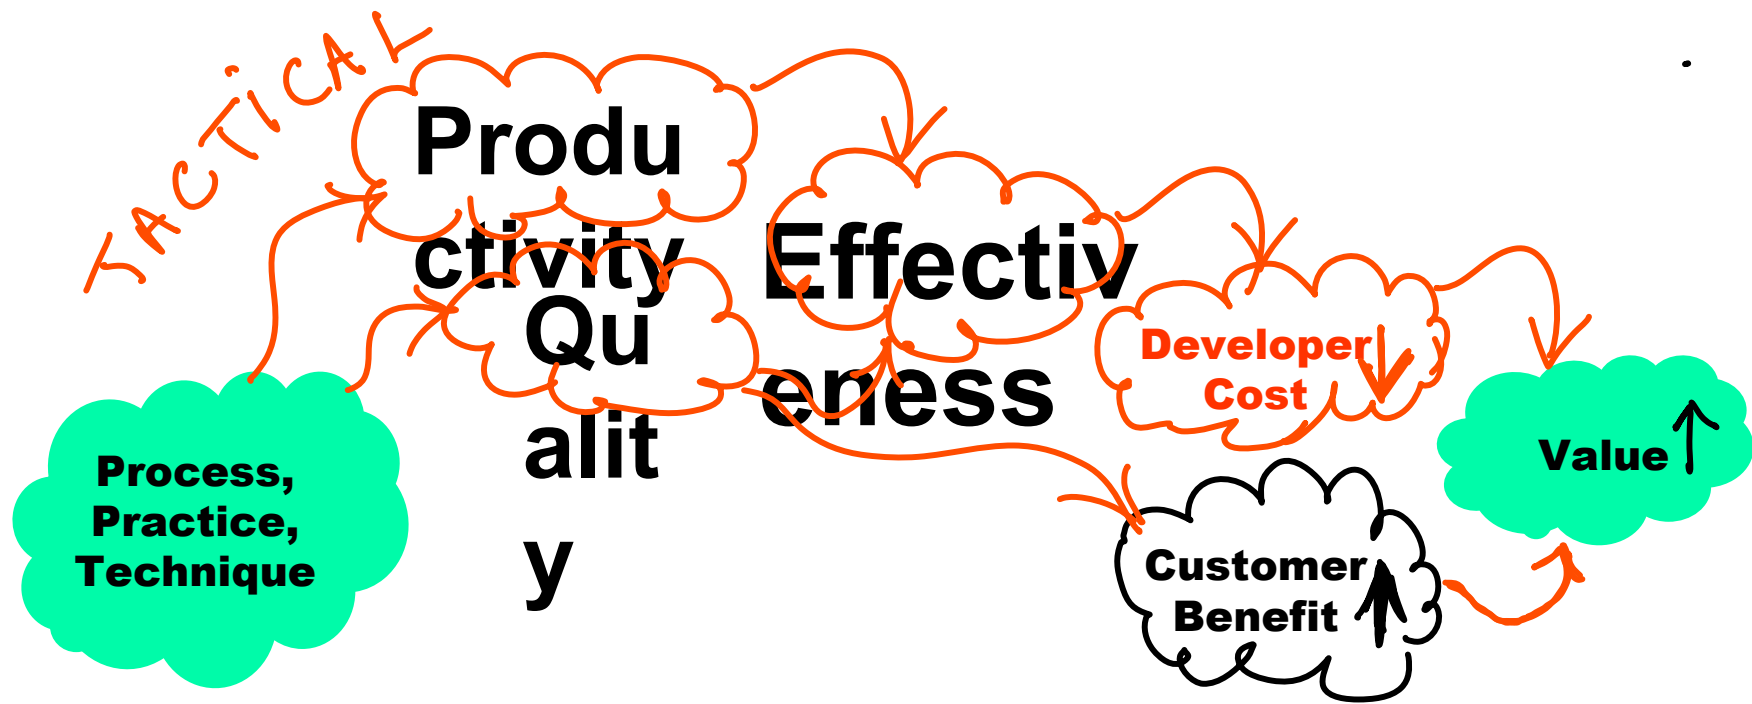 TACTICAL
Produ
ctivity
Qu
alit
y
Effectiv
eness
Process,
Practice,
Technique
Developer
Cost
Customer
Benefit
Value